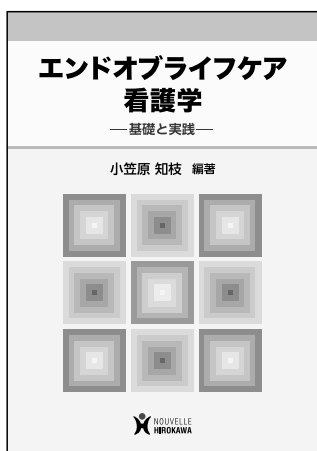 エンドオブライフケア
看護学
―基礎と実践―
小笠原 知枝 編著
NOUVELLE
HIROKAWA